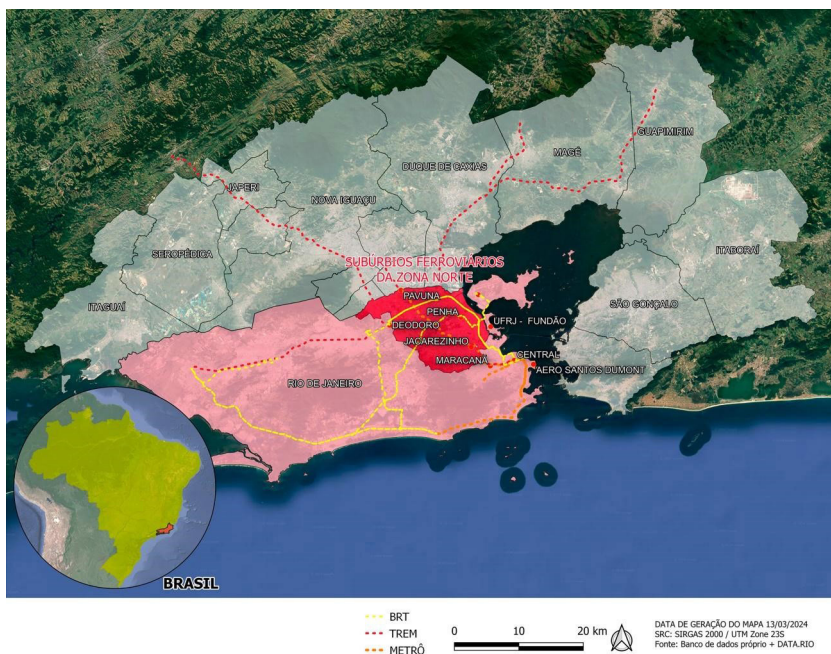 GUAPIMIRIM
MAGÉ
DUQUE DE CAXIAS
JAPERI
NOVA IGUAÇU
SEROPÉDICA
ITABORAÍ
SUBÚRBIOS FERROVIÁRIOS
DA ZONA NORTE
ITAGUAÍ
PAVUNA
SÃO GONÇALO
PENHA
UFRJ - FUNDÃO
DEODORO
JACAREZINHO
CENTRAL
MARACANÃ
AERO SANTOS DUMONT
RIO DE JANEIRO
BRASIL
BRT
TREM
METRÔ
0 10 20 km
DATA DE GERAÇÃO DO MAPA 13/03/2024
SRC: SIRGAS 2000 / UTM Zone 23S
Fonte: Banco de dados próprio + DATA.RIO